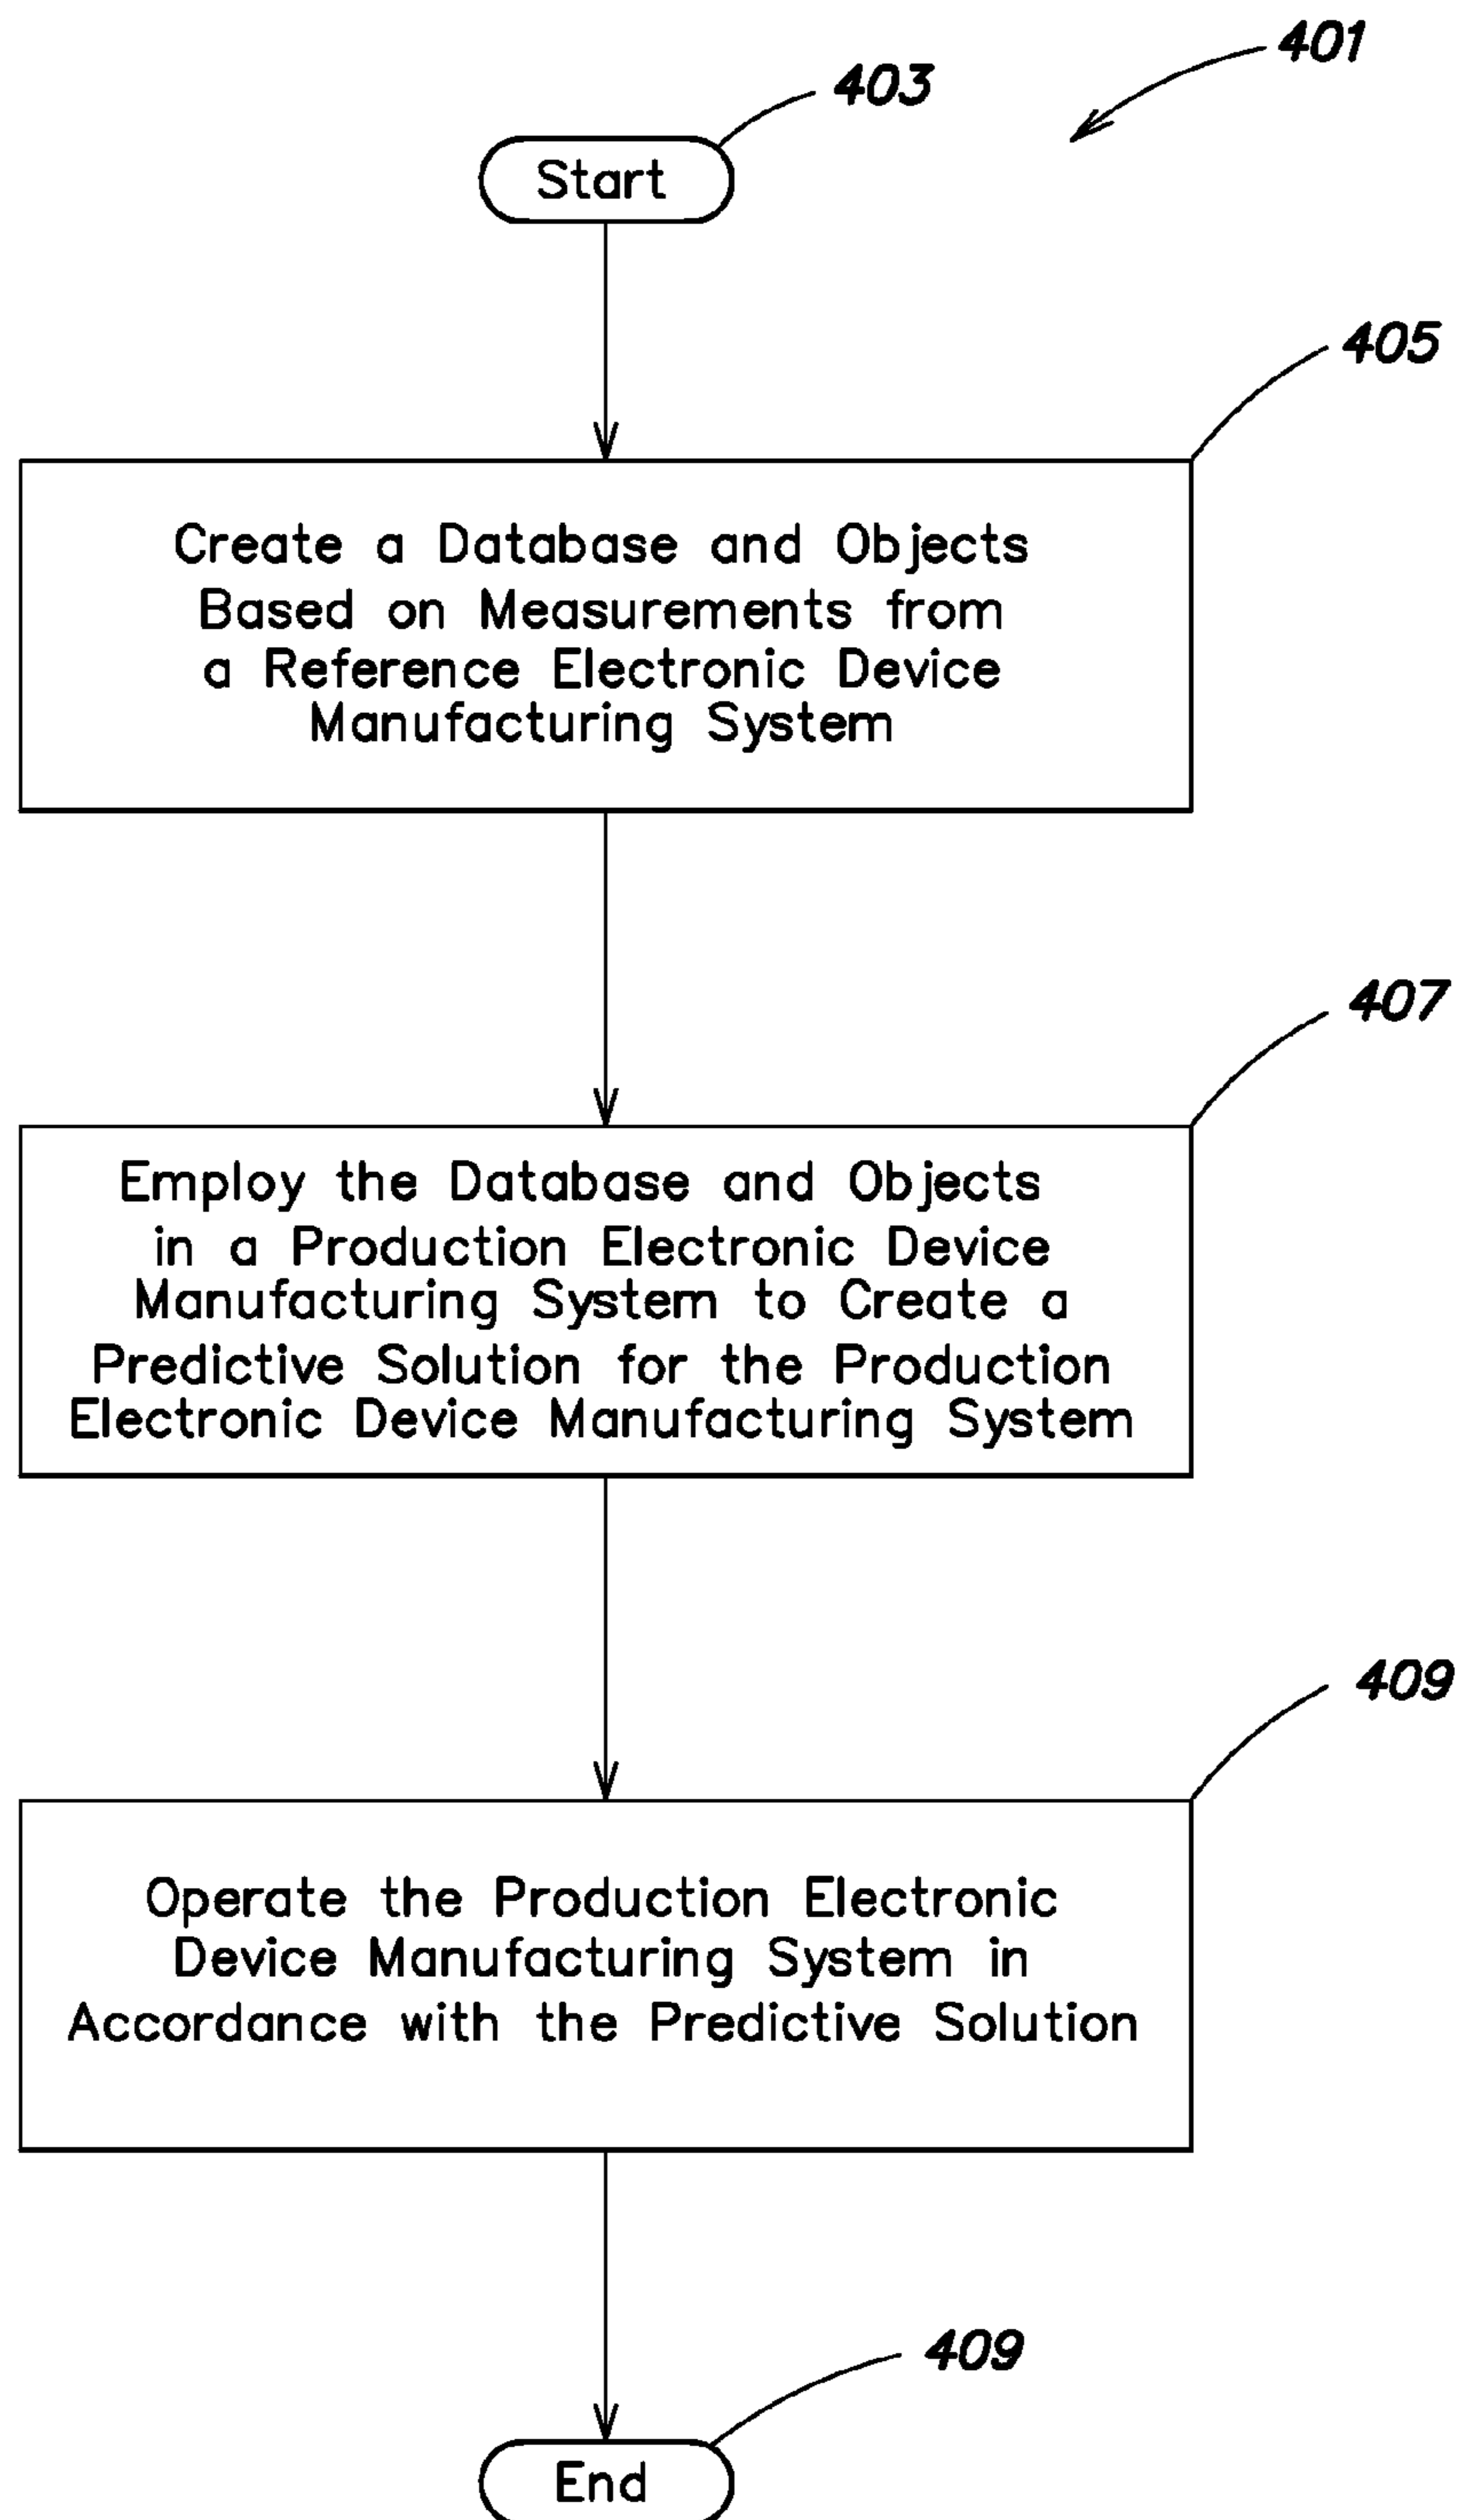 401
403
Start
405
Create a Database and Objects
Based on Measurements from
a Reference Electronic Device
Manufacturing System
407
Employ the Database and Objects
in a Production Electronic Device
Manufacturing System to Create a
Predictive Solution for the Production
Electronic Device Manufacturing System
409
Operate the Production Electronic
Device Manufacturing System in
Accordance with the Predictive Solution
409
End